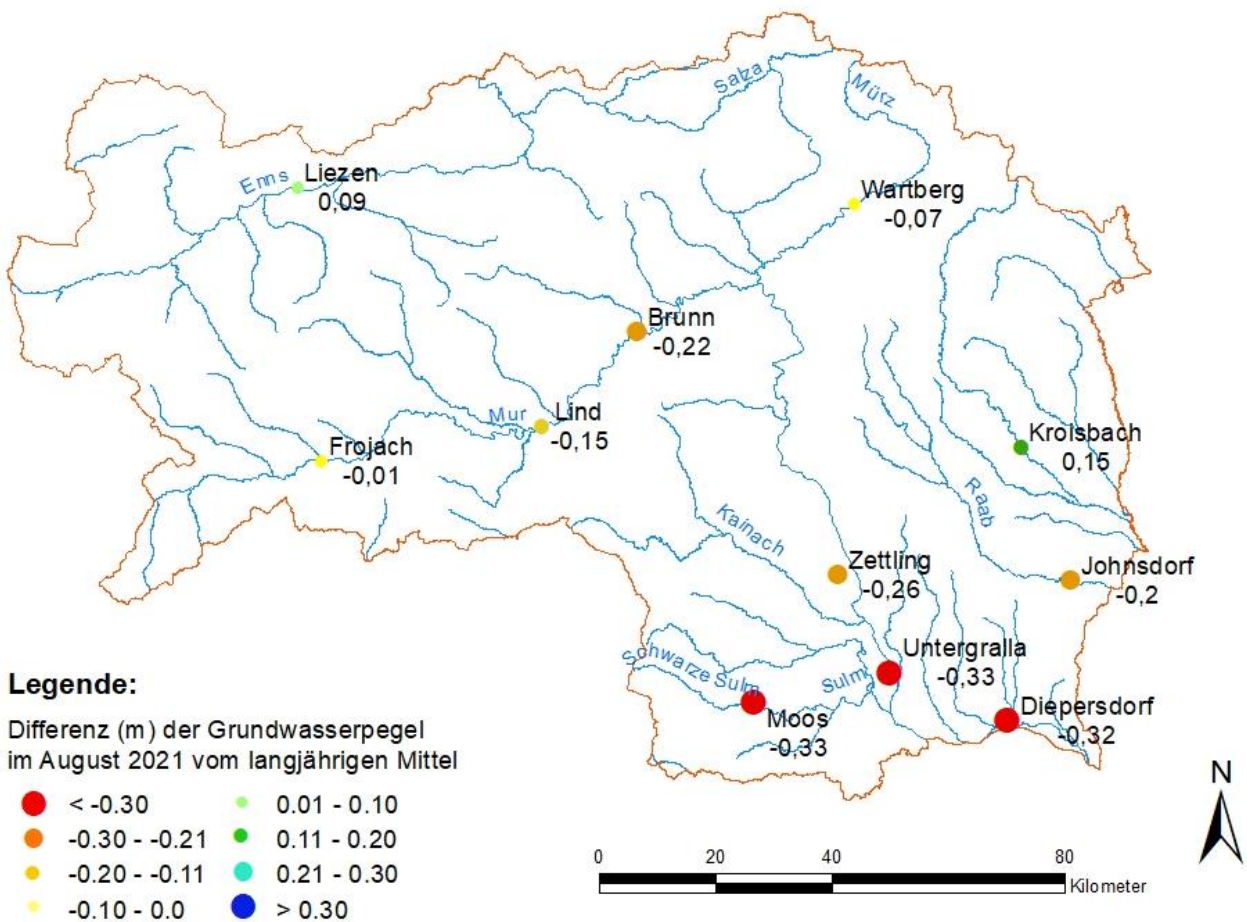 Salza
Mürz
Enns
Liezen
0,09
Wartberg
-0,07
Brunn
-0,22
Mur
Lind
-0,15
Frojach
-0,01
Kroisbach
0,15
Raab
Kainach
Zettling
-0,26
Johnsdorf
-0,2
Untergralla
-0,33
Schwarze Sulm
Sulm
Moos
-0,33
Diepersdorf
-0,32
Legende:
Differenz (m) der Grundwasserpegel
im August 2021 vom langjährigen Mittel
< -0.30
0.01 - 0.10
-0.30 - -0.21
0.11 - 0.20
-0.20 - -0.11
0.21 - 0.30
-0.10 - 0.0
> 0.30
0 20 40 80
Kilometer
N